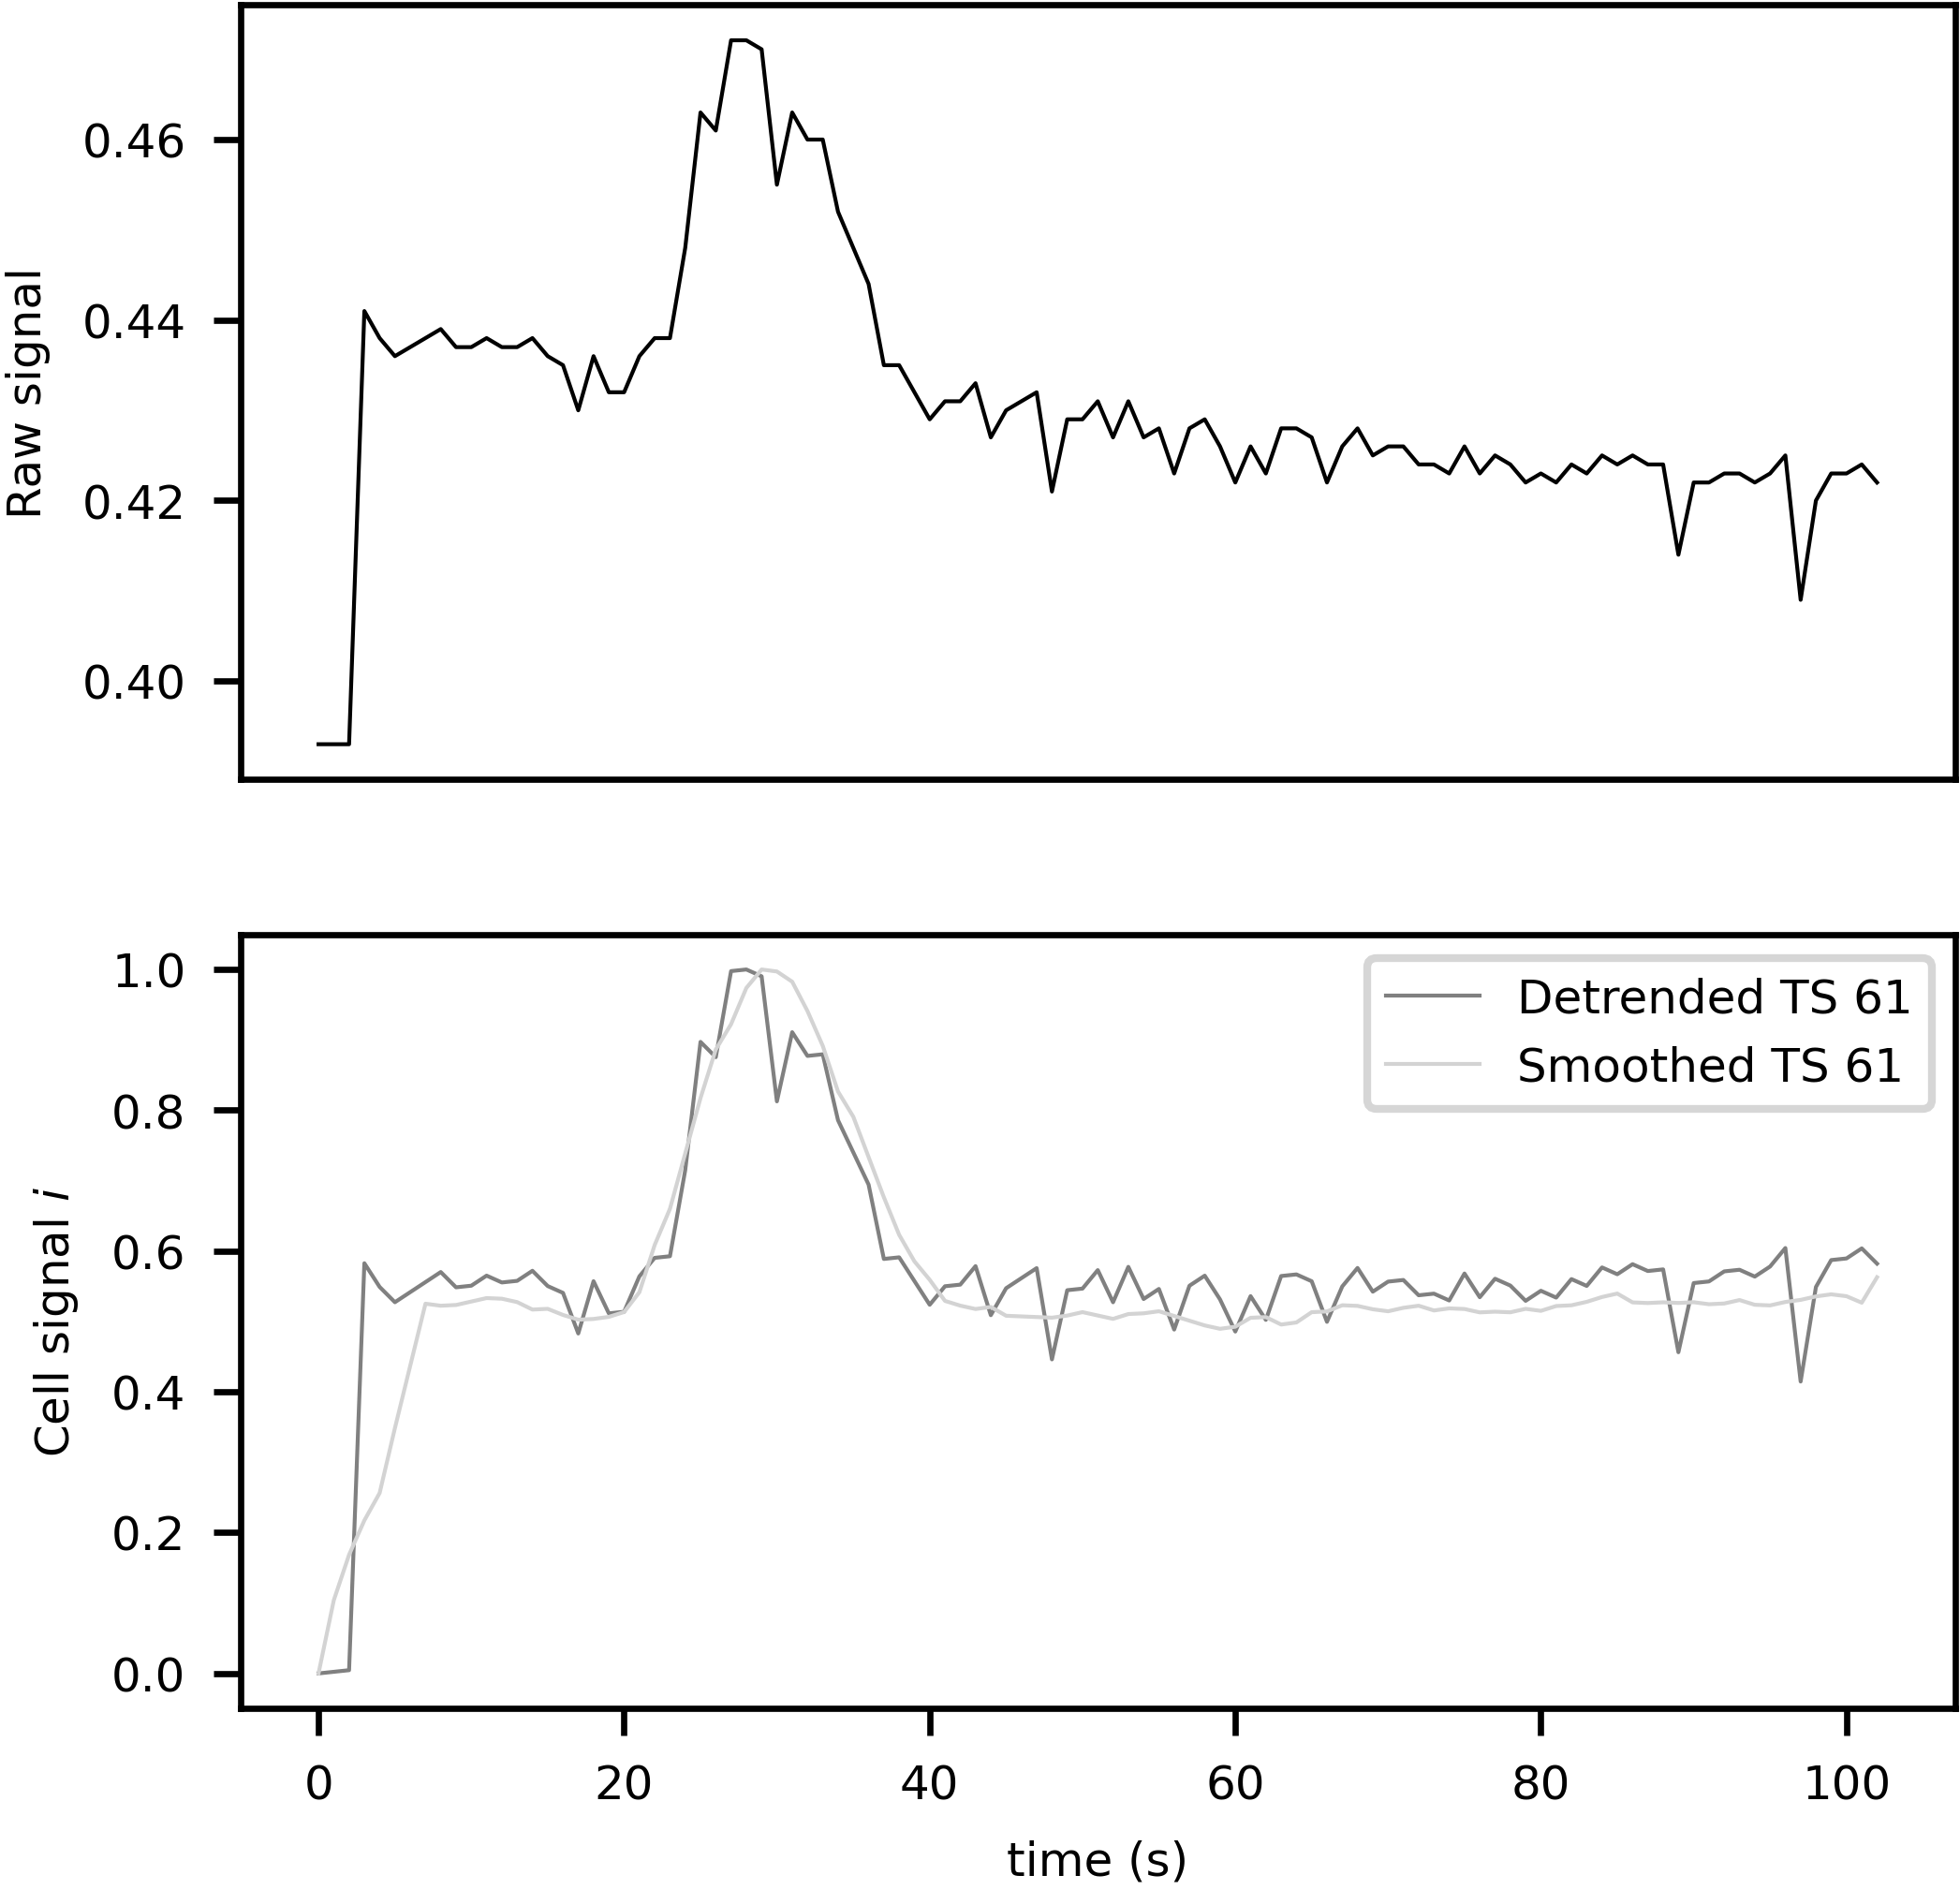 Raw signal
0.46
0.44
0.42
0.40
Cell signal i
1.0
0.8
0.6
0.4
0.2
0.0
Detrended TS 61
Smoothed TS 61
0 20 40 60 80 100
time (s)